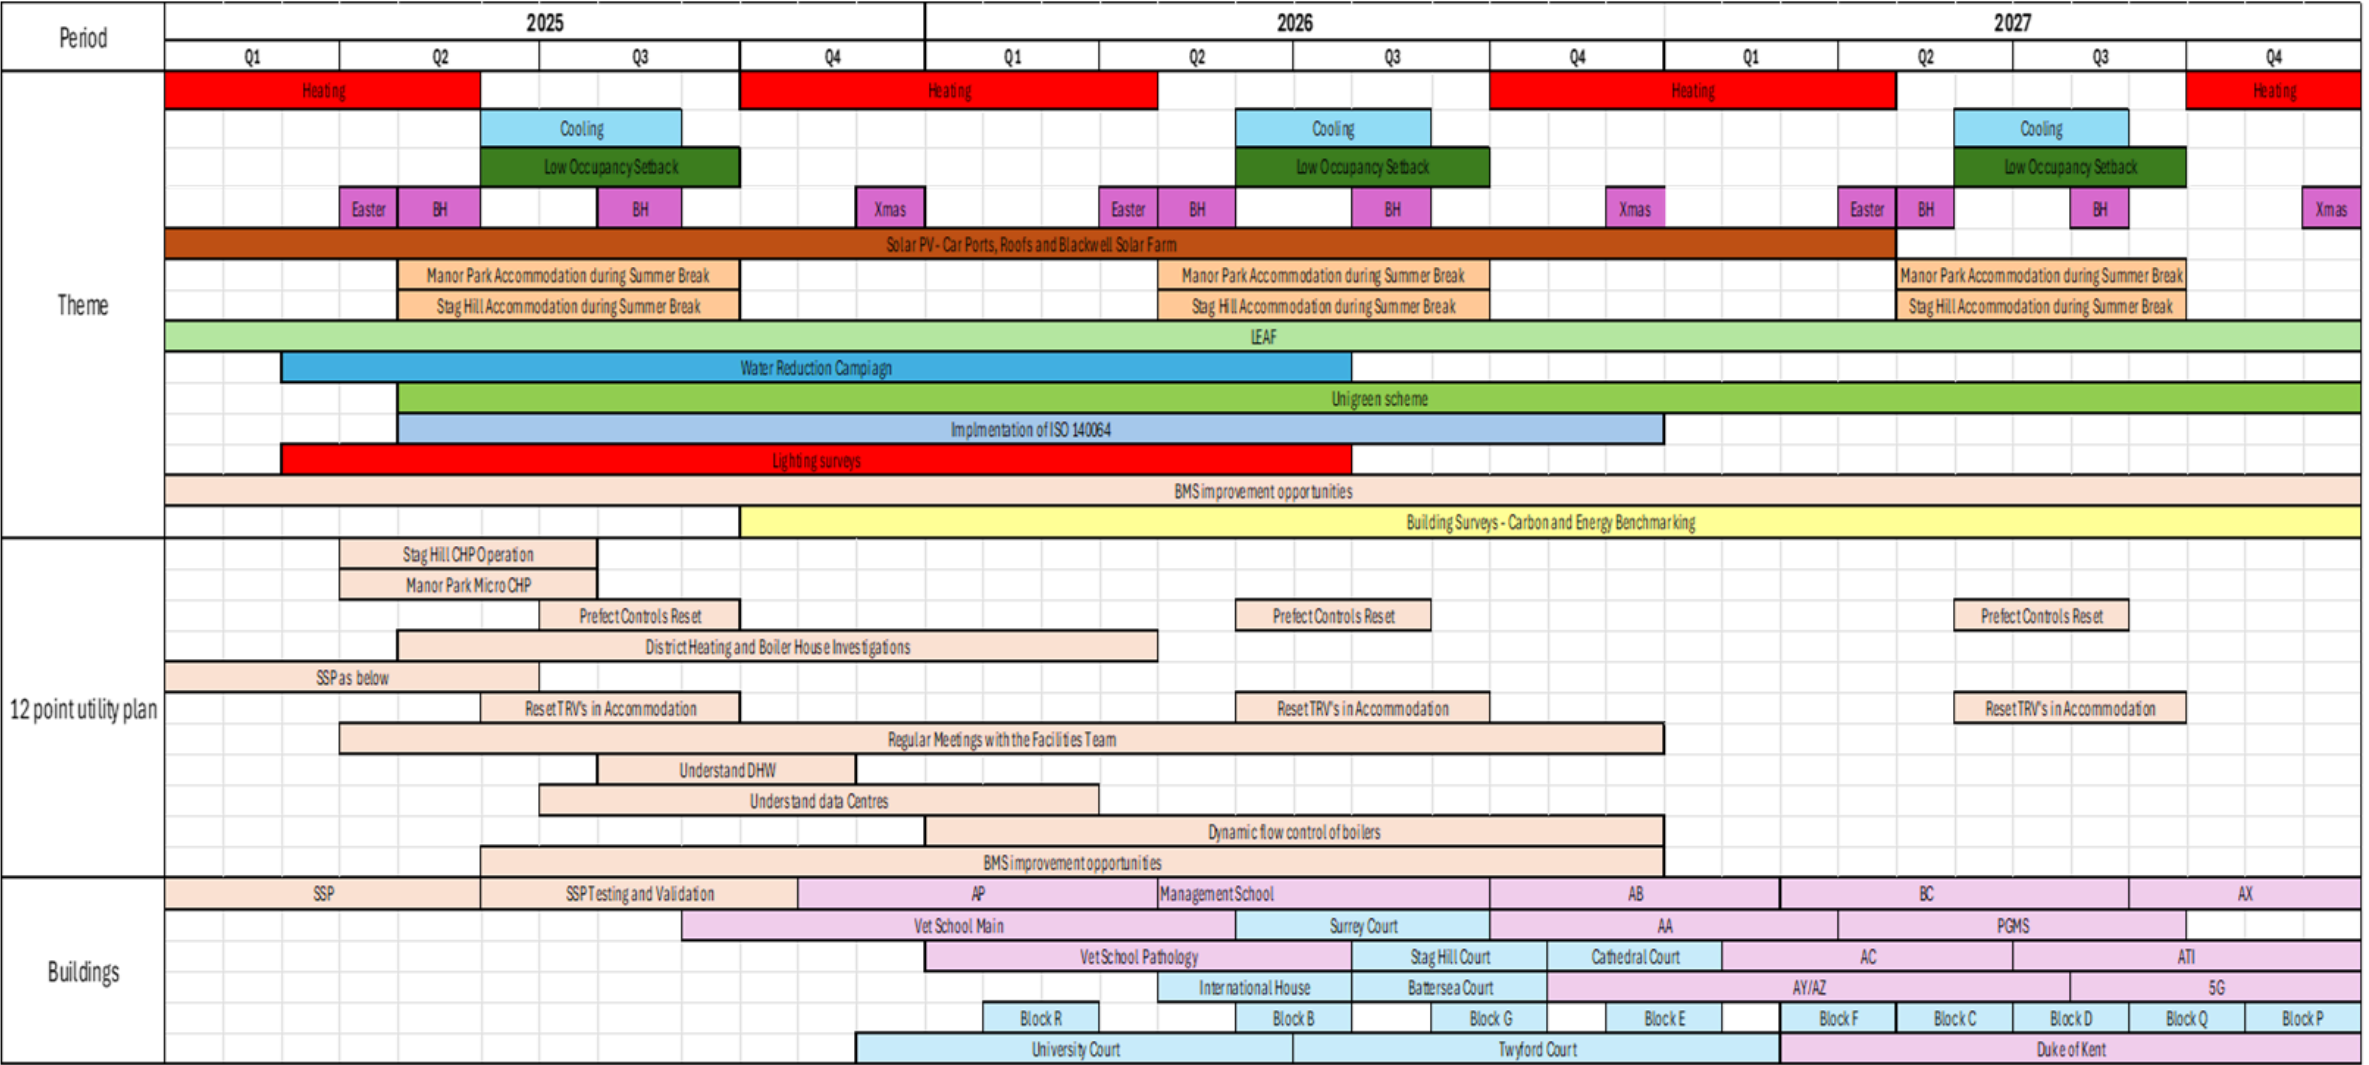 Period
2025 2026 2027
Q1 Q2 Q3 Q4 Q1 Q2 Q3 Q4 Q1 Q2 Q3 Q4
Theme
Heating Heating Heating Heating
Cooling Cooling Cooling
Low Occupancy Setback Low Occupancy Setback Low Occupancy Setback
Easter BH BH Xmas Easter BH BH Xmas Easter BH BH Xmas
Solar PV - Car Ports, Roofs and Blackwell Solar Farm
Manor Park Accommodation during Summer Break Manor Park Accommodation during Summer Break Manor Park Accommodation during Summer Break
Stag Hill Accommodation during Summer Break Stag Hill Accommodation during Summer Break Stag Hill Accommodation during Summer Break
LEAF
Water Reduction Campiagn
Unigreen scheme
Implmentation of ISO 140064
Lighting surveys
BMS improvement opportunities
Building Surveys - Carbon and Energy Benchmarking
12 point utility plan
Stag Hill CHP Operation
Manor Park Micro CHP
Prefect Controls Reset Prefect Controls Reset Prefect Controls Reset
District Heating and Boiler House Investigations
SSP as below
Reset TRV's in Accommodation Reset TRV's in Accommodation Reset TRV's in Accommodation
Regular Meetings with the Facilities Team
Understand DHW
Understand data Centres
Dynamic flow control of boilers
BMS improvement opportunities
Buildings
SSP SSP Testing and Validation AP Management School AB BC AX
Vet School Main Surrey Court AA PGMS
Vet School Pathology Stag Hill Court Cathedral Court AC ATI
International House Battersea Court AY/AZ 5G
Block R Block B Block G Block E Block F Block C Block D Block Q Block P
University Court Twyford Court Duke of Kent